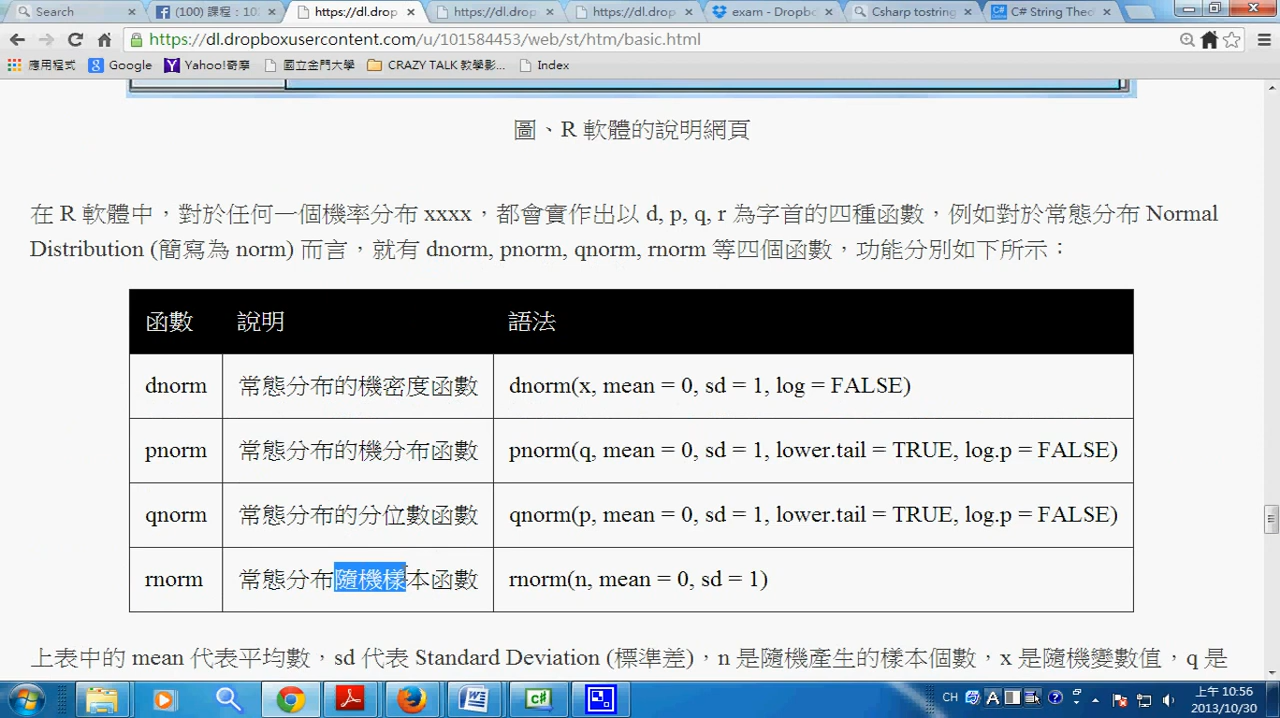 Search
(100) 課程：10
https://dl.drop
https://dl.drop
https://dl.drop
exam - Dropb
Csharp tostring
C# String The
https://dl.dropboxusercontent.com/u/101584453/web/st/htm/basic.html
應用程式
Google
Yahoo!奇摩
國立金門大學
CRAZY TALK 教學影...
Index
圖、R 軟體的說明網頁
在 R 軟體中，對於任何一個機率分布 xxxx，都會實作出以 d, p, q, r 為字首的四種函數，例如對於常態分布 Normal
Distribution (簡寫為 norm) 而言，就有 dnorm, pnorm, qnorm, rnorm 等四個函數，功能分別如下所示：
函數 說明 語法
dnorm 常態分布的機密度函數 dnorm(x, mean = 0, sd = 1, log = FALSE)
pnorm 常態分布的機分布函數 pnorm(q, mean = 0, sd = 1, lower.tail = TRUE, log.p = FALSE)
qnorm 常態分布的分位數函數 qnorm(p, mean = 0, sd = 1, lower.tail = TRUE, log.p = FALSE)
rnorm 常態分布隨機樣本函數 rnorm(n, mean = 0, sd = 1)
上表中的 mean 代表平均數，sd 代表 Standard Deviation (標準差)，n 是隨機產生的樣本個數，x 是隨機變數值，q 是
CH
上午 10:56
2013/10/30